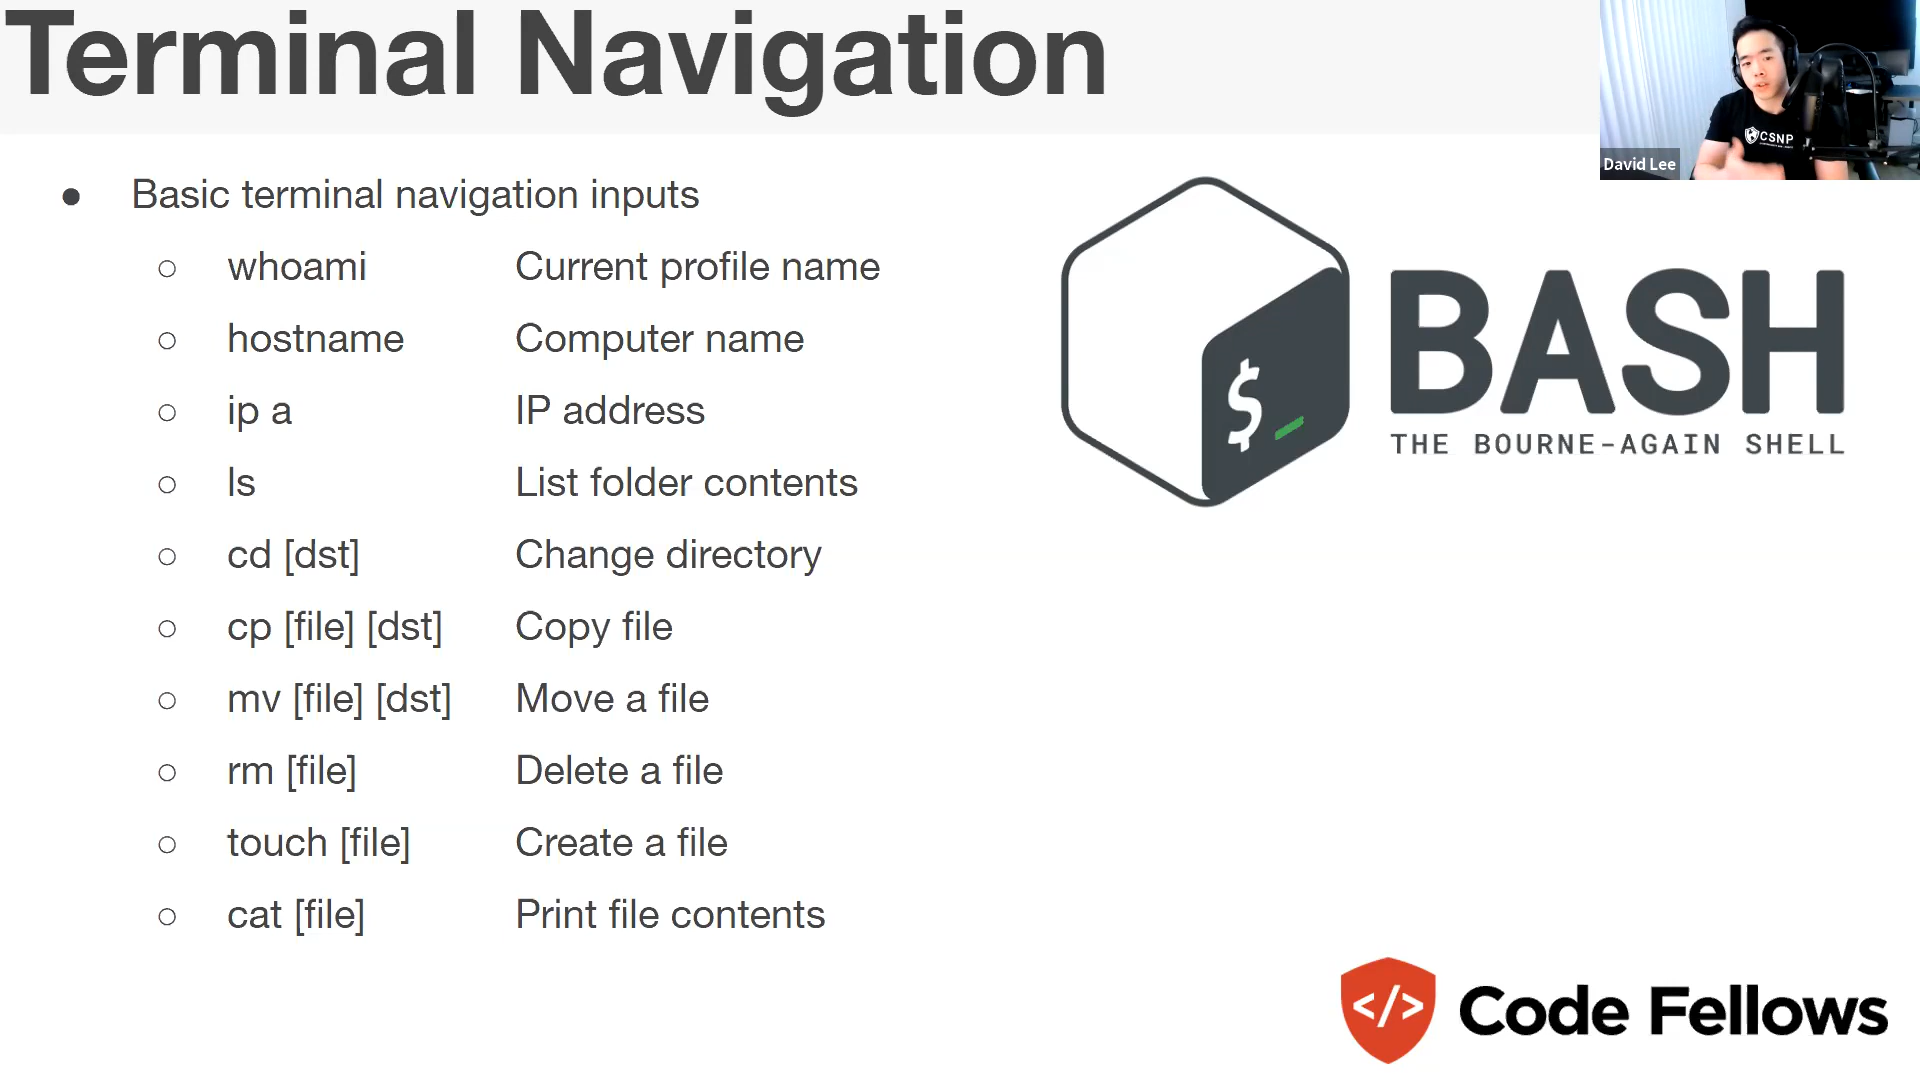 Terminal Navigation
CSNP
David Lee
● Basic terminal navigation inputs
○ whoami Current profile name
○ hostname Computer name
○ ip a IP address
○ ls List folder contents
○ cd [dst] Change directory
○ cp [file] [dst] Copy file
○ mv [file] [dst] Move a file
○ rm [file] Delete a file
○ touch [file] Create a file
○ cat [file] Print file contents
$_
BASH
THE BOURNE-AGAIN SHELL
</>
Code Fellows